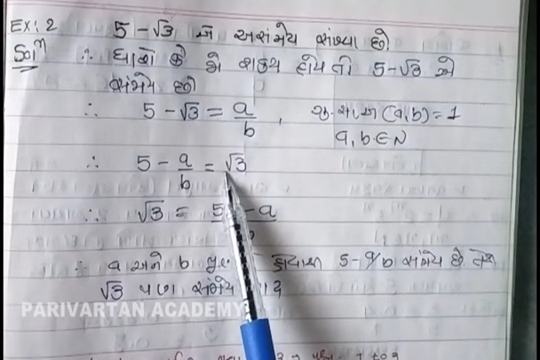 Ex: 2 5-√3 એ અસંમેય સંખ્યા છે.
Solⁿ ∴ ધારો કે જો શક્ય હોય તો 5-√3 એ
સંમેય છે.
∴ 5-√3 = a/b , ગુ.સા.અ (a,b) = 1
a, b ∈ N
∴ 5 - a/b = √3
∴ √3 = 5 - a
∴ a અને b હોવાથી 5 - a/b સંમેય છે તેથી
√3 પણ સંમેય
PARIVARTAN ACADEMY